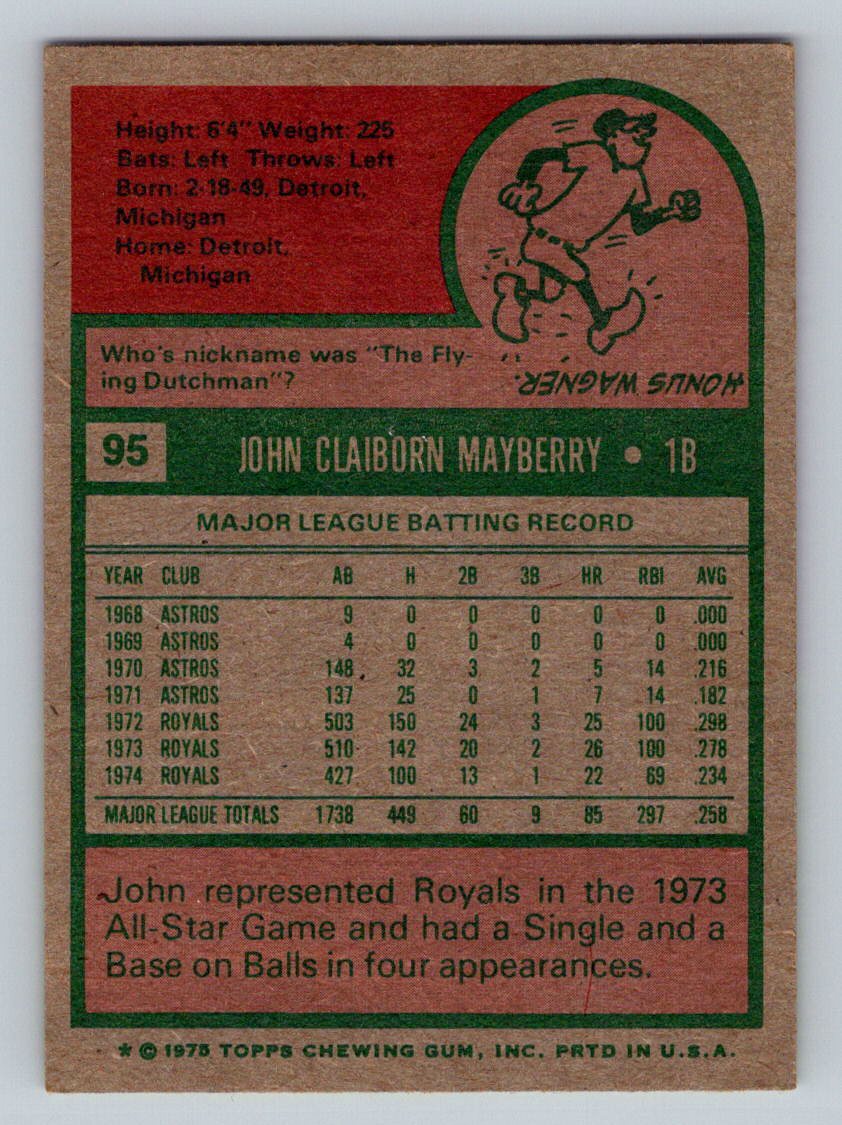 Height: 6'4" Weight: 225
Bats: Left Throws: Left
Born: 2-18-49, Detroit,
Michigan
Home: Detroit,
Michigan
Who's nickname was "The Fly-
ing Dutchman"?
HONUS WAGNER.
95 JOHN CLAIBORN MAYBERRY • 1B
MAJOR LEAGUE BATTING RECORD
YEAR CLUB AB H 2B 3B HR RBI AVG
1968 ASTROS 9 0 0 0 0 0 .000
1969 ASTROS 4 0 0 0 0 0 .000
1970 ASTROS 148 32 3 2 5 14 .216
1971 ASTROS 137 25 0 1 7 14 .182
1972 ROYALS 503 150 24 3 25 100 .298
1973 ROYALS 510 142 20 2 26 100 .278
1974 ROYALS 427 100 13 1 22 69 .234
MAJOR LEAGUE TOTALS 1738 449 60 9 85 297 .258
John represented Royals in the 1973
All-Star Game and had a Single and a
Base on Balls in four appearances.
* © 1975 TOPPS CHEWING GUM, INC. PRTD IN U.S.A.